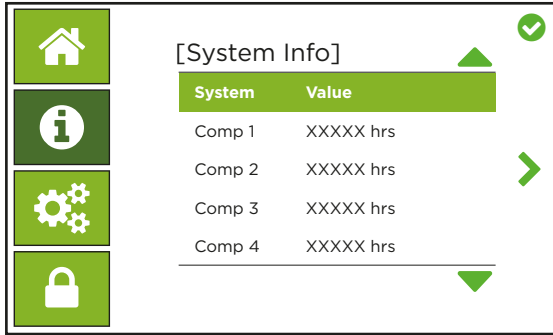 [System Info]
System Value
Comp 1 XXXXX hrs
Comp 2 XXXXX hrs
Comp 3 XXXXX hrs
Comp 4 XXXXX hrs